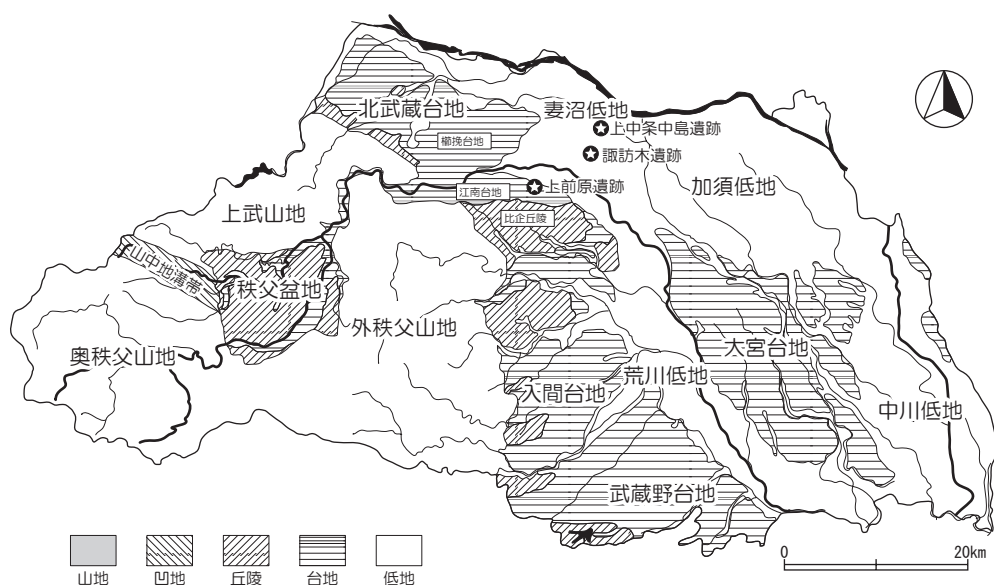 北武蔵台地
妻沼低地
上中条中島遺跡
櫛挽台地
諏訪木遺跡
江南台地
上前原遺跡
加須低地
上武山地
比企丘陵
山中地溝帯
秩父盆地
外秩父山地
奥秩父山地
大宮台地
荒川低地
入間台地
中川低地
武蔵野台地
山地
凹地
丘陵
台地
低地
0
20km